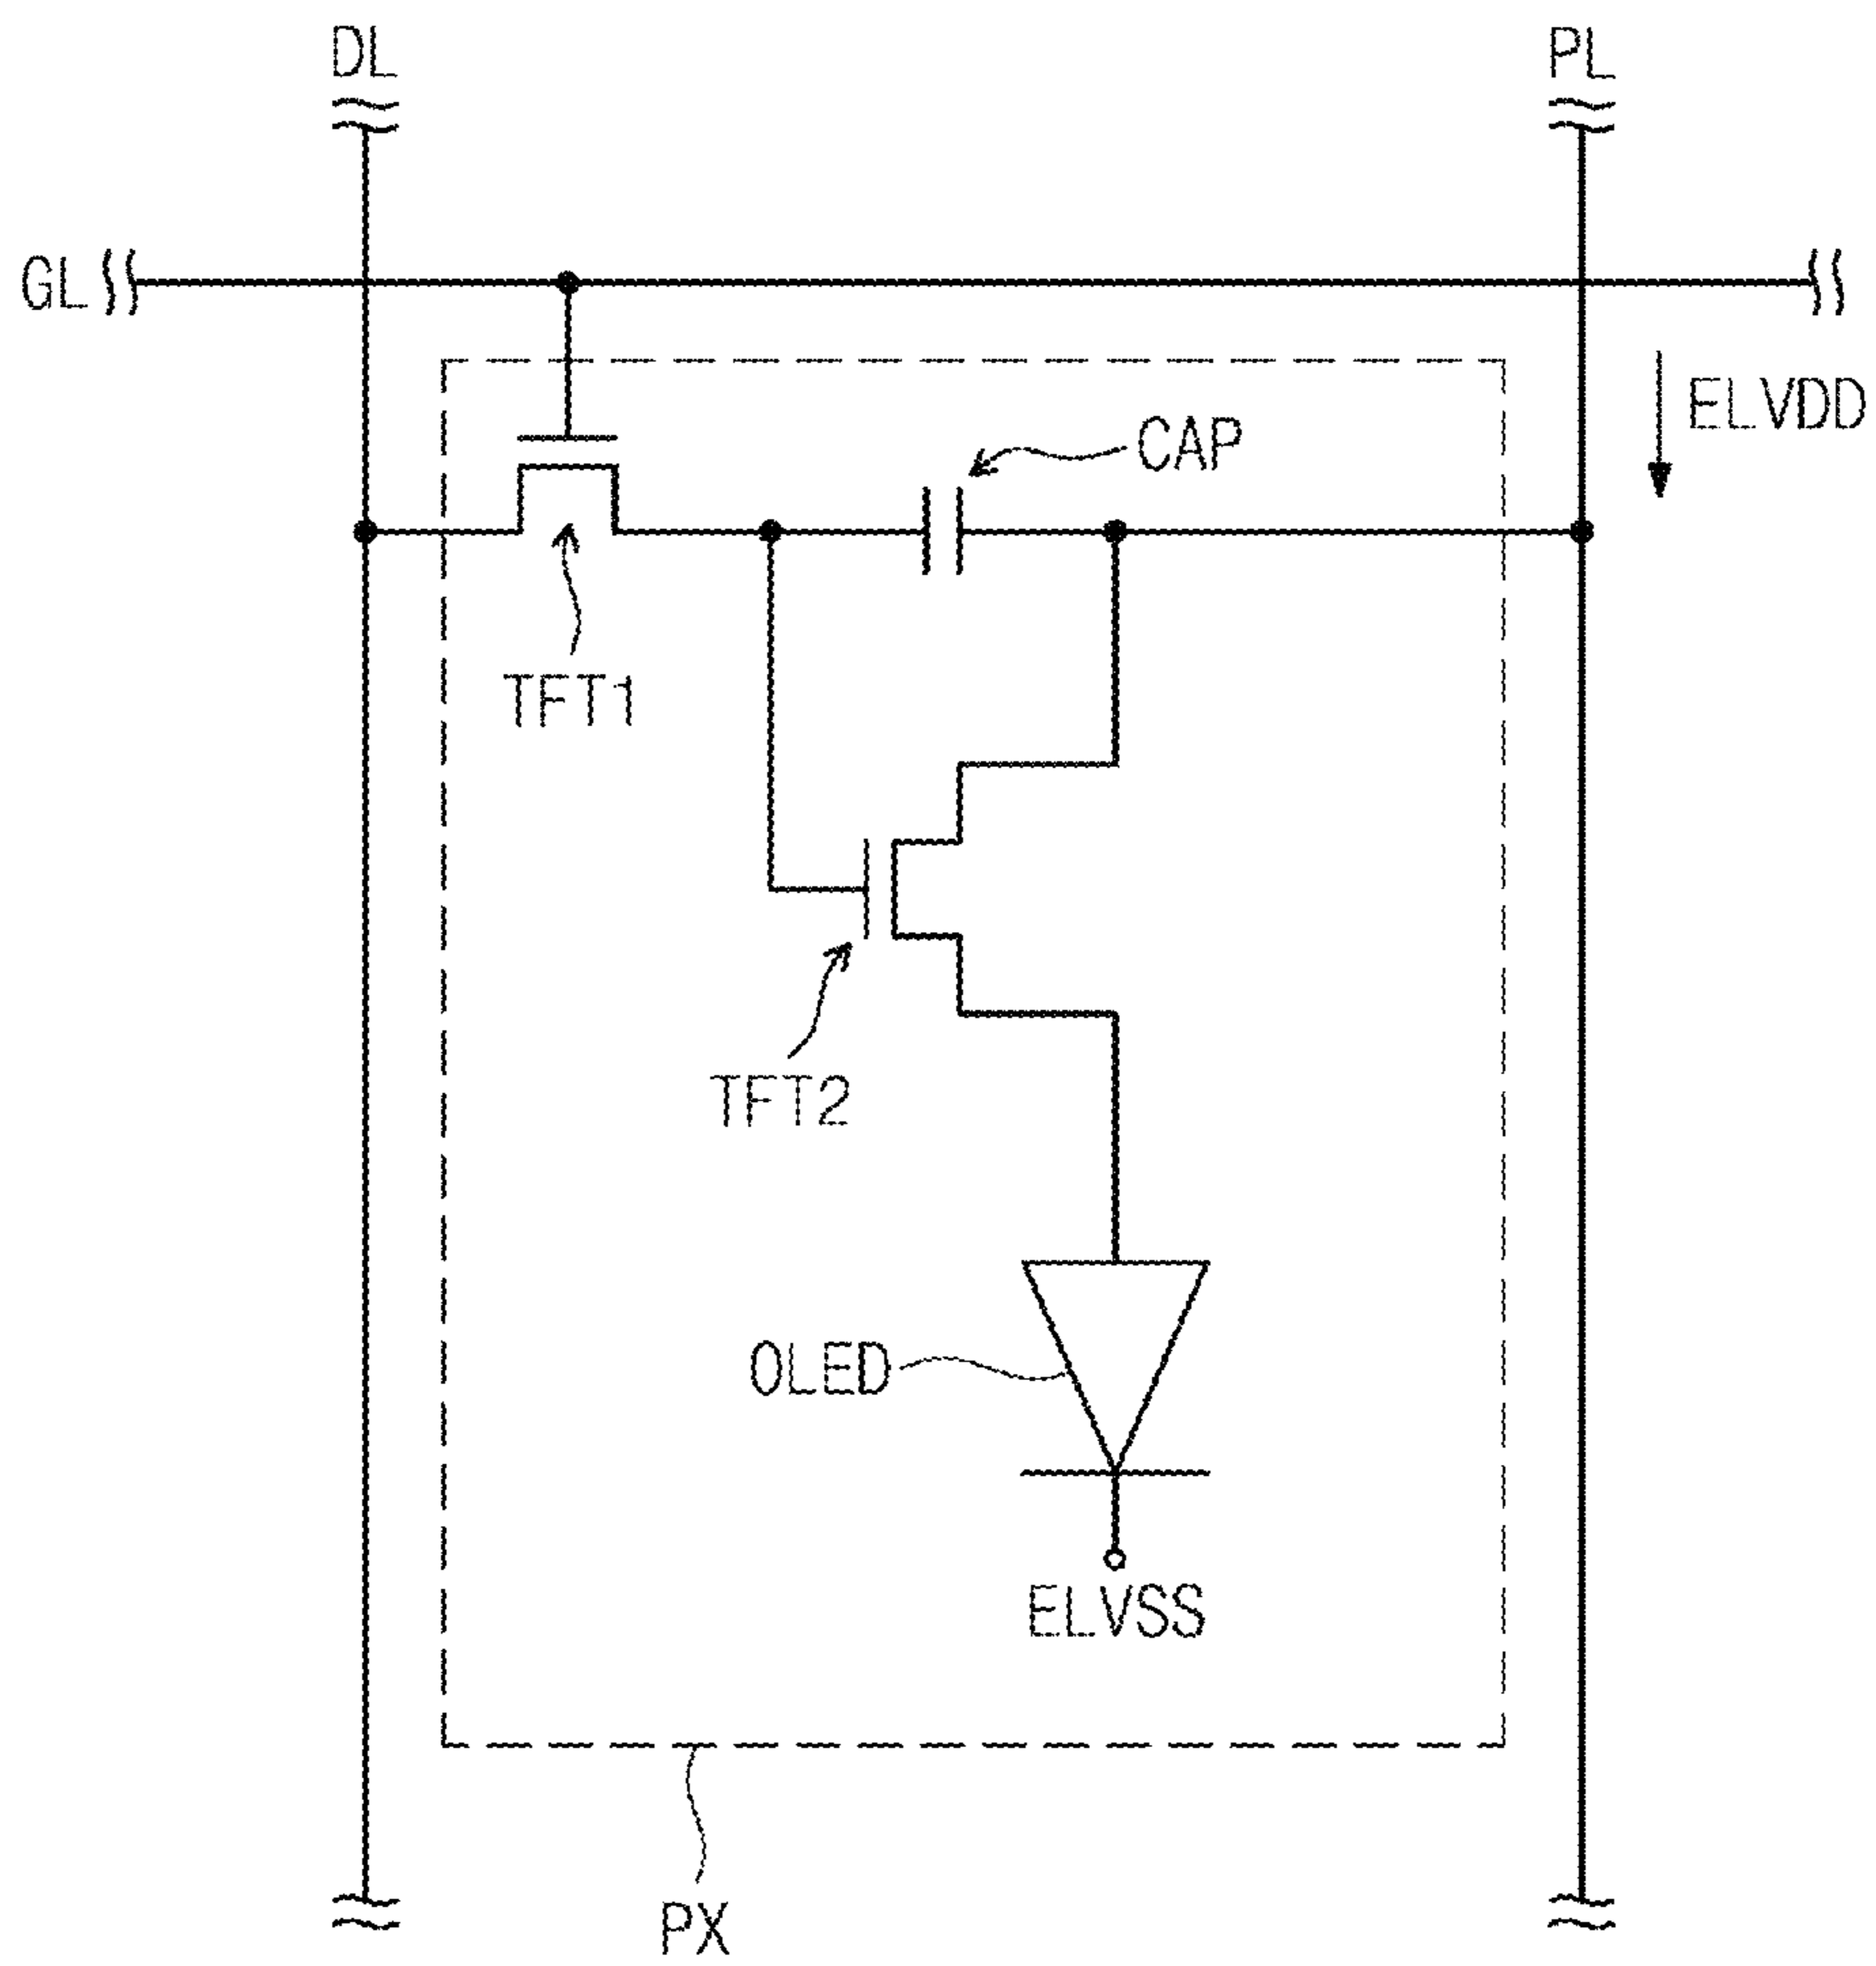 DL
PL
GL
ELVDD
CAP
TFT1
TFT2
OLED
ELVSS
PX